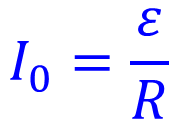 I₀ = ε/R